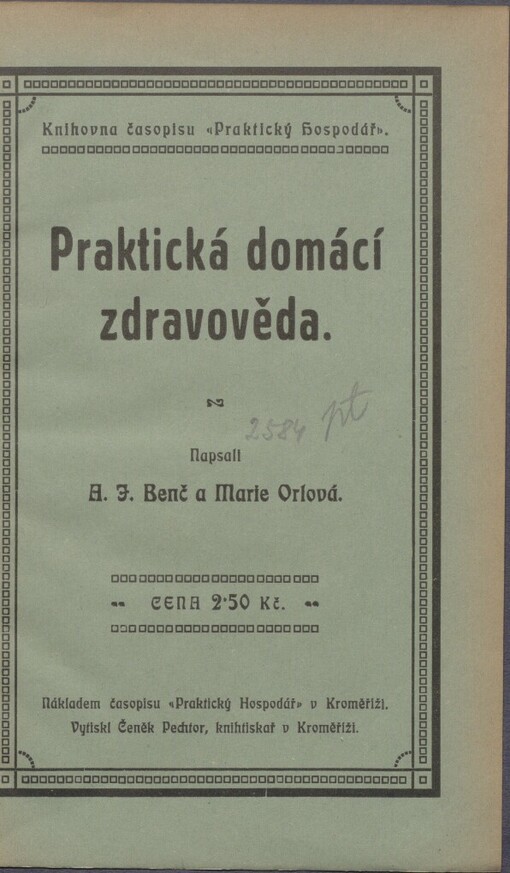 Knihovna časopisu «Praktický Hospodář».
Praktická domácí
zdravověda.
2584 pt
Napsali
A. J. Benč a Marie Orlová.
CENA 2·50 Kč.
Nákladem časopisu «Praktický Hospodář» v Kroměříži.
Vytiskl Čeněk Pechtor, knihtiskař v Kroměříži.